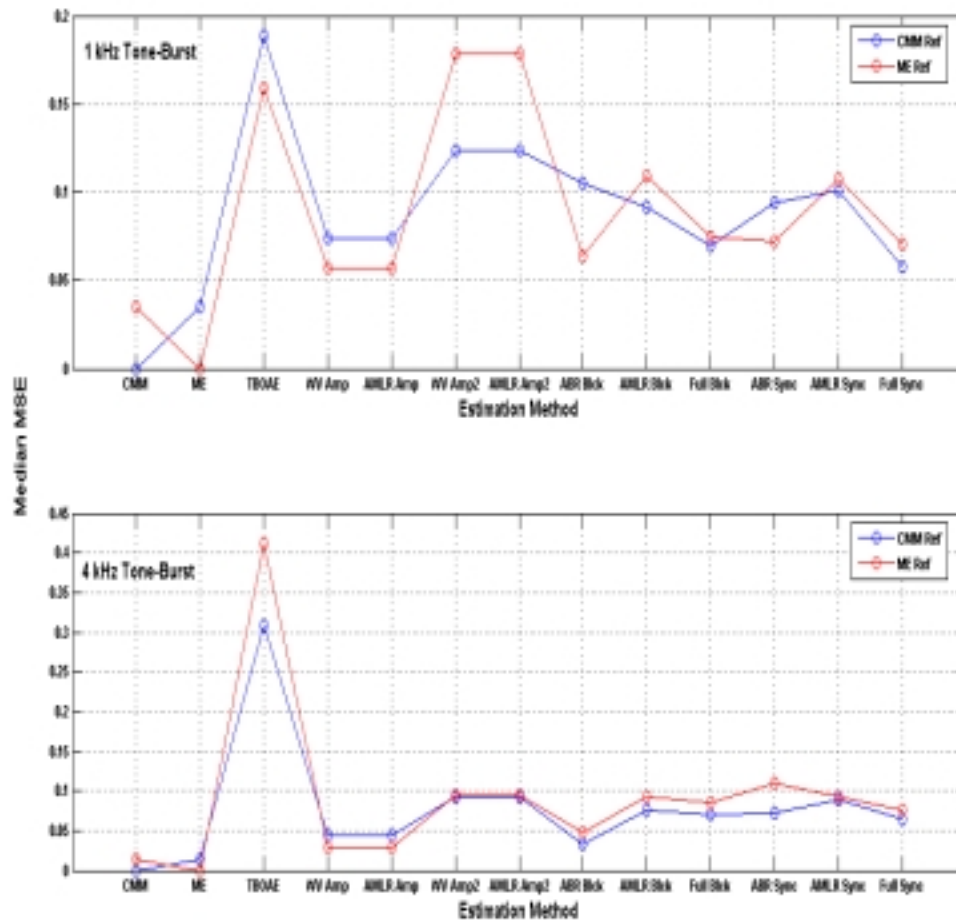 0.2
1 kHz Tone-Burst
CMM Ref
ME Ref
0.15
0.1
0.05
0
CMM ME TBOAE WV Amp AMLR Amp WV Amp2 AMLR Amp2 ABR Blck AMLR Blck Full Blck ABR Sync AMLR Sync Full Sync
Estimation Method
Median MSE
0.45
4 kHz Tone-Burst
CMM Ref
ME Ref
0.4
0.35
0.3
0.25
0.2
0.15
0.1
0.05
0
CMM ME TBOAE WV Amp AMLR Amp WV Amp2 AMLR Amp2 ABR Blck AMLR Blck Full Blck ABR Sync AMLR Sync Full Sync
Estimation Method